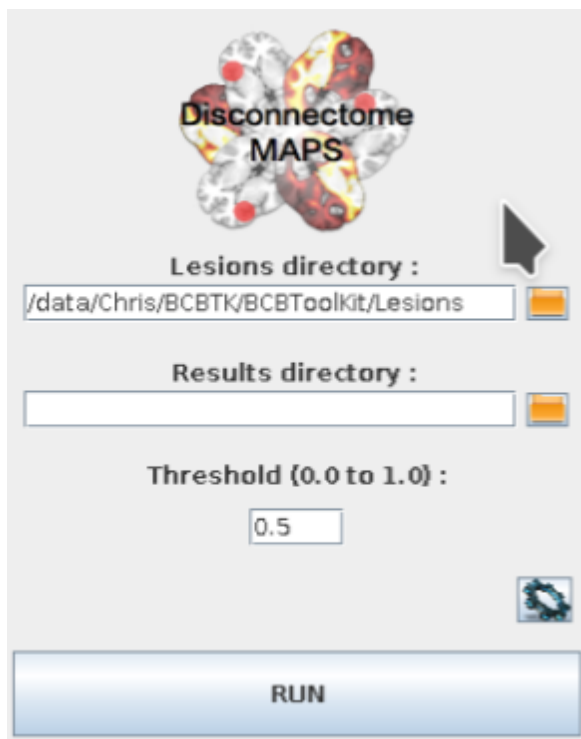 Disconnectome
MAPS
Lesions directory :
/data/Chris/BCBTK/BCBToolKit/Lesions
Results directory :
Threshold (0.0 to 1.0) :
0.5
RUN